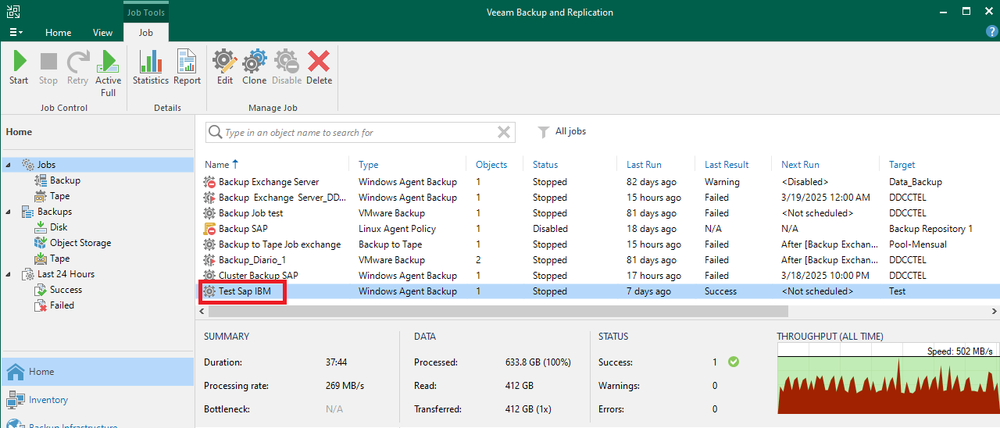 Job Tools
Veeam Backup and Replication
Home View Job
Start Stop Retry Active Full
Statistics Report
Edit Clone Disable Delete
Job Control Details Manage Job
Home
Type in an object name to search for
All jobs
Jobs
Backup
Tape
Backups
Disk
Object Storage
Tape
Last 24 Hours
Success
Failed
Home
Inventory
Backup Infrastructure
Name Type Objects Status Last Run Last Result Next Run Target
Backup Exchange Server Windows Agent Backup 1 Stopped 82 days ago Warning <Disabled> Data_Backup
Backup Exchange Server_DD... Windows Agent Backup 1 Stopped 15 hours ago Failed 3/19/2025 12:00 AM DDCCTEL
Backup Job test VMware Backup 1 Stopped 81 days ago Failed <Not scheduled> DDCCTEL
Backup SAP Linux Agent Policy 1 Disabled 18 days ago N/A N/A Backup Repository 1
Backup to Tape Job exchange Backup to Tape 1 Stopped 15 hours ago Failed After [Backup Exchan... Pool-Mensual
Backup_Diario_1 VMware Backup 2 Stopped 81 days ago Failed After [Backup Exchan... DDCCTEL
Cluster Backup SAP Windows Agent Backup 1 Stopped 17 hours ago Failed 3/18/2025 10:00 PM DDCCTEL
Test Sap IBM Windows Agent Backup 1 Stopped 7 days ago Success <Not scheduled> Test
SUMMARY
Duration: 37:44
Processing rate: 269 MB/s
Bottleneck: N/A
DATA
Processed: 633.8 GB (100%)
Read: 412 GB
Transferred: 412 GB (1x)
STATUS
Success: 1
Warnings: 0
Errors: 0
THROUGHPUT (ALL TIME)
Speed: 502 MB/s